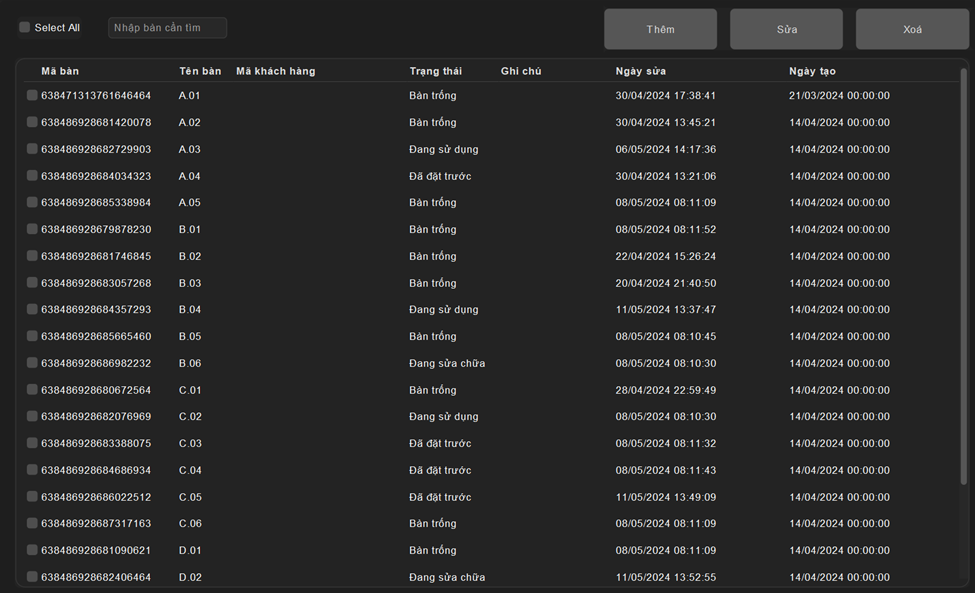 Select All Nhập bàn cần tìm Thêm Sửa Xoá
Mã bàn Tên bàn Mã khách hàng Trạng thái Ghi chú Ngày sửa Ngày tạo
638471313761646464 A.01 Bàn trống 30/04/2024 17:38:41 21/03/2024 00:00:00
638486928681420078 A.02 Bàn trống 30/04/2024 13:45:21 14/04/2024 00:00:00
638486928682729903 A.03 Đang sử dụng 06/05/2024 14:17:36 14/04/2024 00:00:00
638486928684034323 A.04 Đã đặt trước 30/04/2024 13:21:06 14/04/2024 00:00:00
638486928685338984 A.05 Bàn trống 08/05/2024 08:11:09 14/04/2024 00:00:00
638486928679878230 B.01 Bàn trống 08/05/2024 08:11:52 14/04/2024 00:00:00
638486928681746845 B.02 Bàn trống 22/04/2024 15:26:24 14/04/2024 00:00:00
638486928683057268 B.03 Bàn trống 20/04/2024 21:40:50 14/04/2024 00:00:00
638486928684357293 B.04 Đang sử dụng 11/05/2024 13:37:47 14/04/2024 00:00:00
638486928685665460 B.05 Bàn trống 08/05/2024 08:10:45 14/04/2024 00:00:00
638486928686982232 B.06 Đang sửa chữa 08/05/2024 08:10:30 14/04/2024 00:00:00
638486928680672564 C.01 Bàn trống 28/04/2024 22:59:49 14/04/2024 00:00:00
638486928682076969 C.02 Đang sử dụng 08/05/2024 08:10:30 14/04/2024 00:00:00
638486928683388075 C.03 Đã đặt trước 08/05/2024 08:11:32 14/04/2024 00:00:00
638486928684686934 C.04 Đã đặt trước 08/05/2024 08:11:43 14/04/2024 00:00:00
638486928686022512 C.05 Đã đặt trước 11/05/2024 13:49:09 14/04/2024 00:00:00
638486928687317163 C.06 Bàn trống 08/05/2024 08:11:09 14/04/2024 00:00:00
638486928681090621 D.01 Bàn trống 08/05/2024 08:11:09 14/04/2024 00:00:00
638486928682406464 D.02 Đang sửa chữa 11/05/2024 13:52:55 14/04/2024 00:00:00